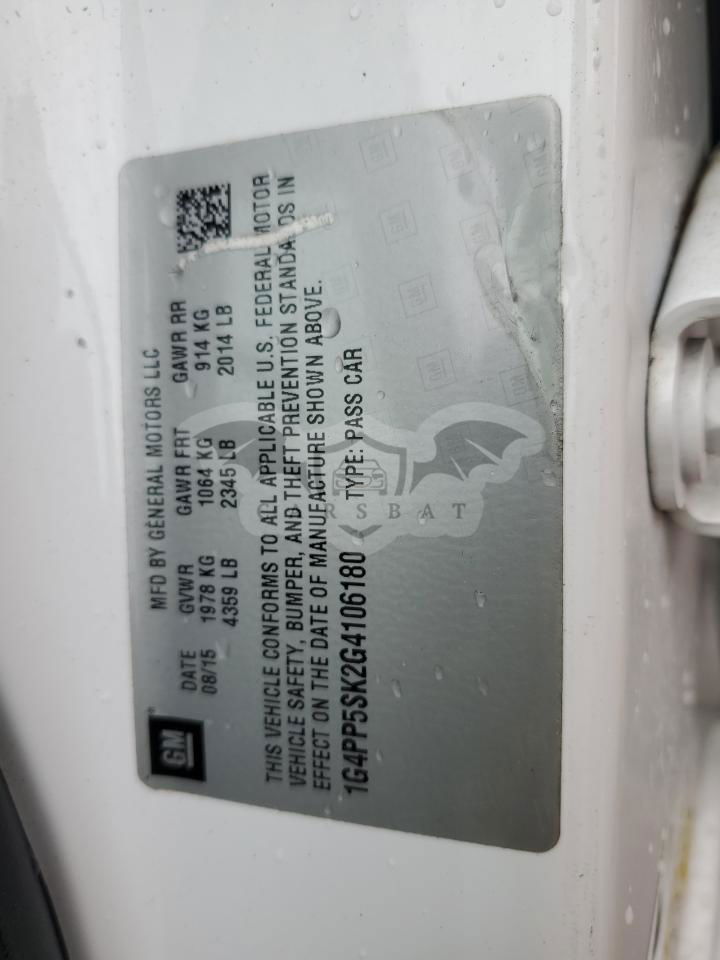 GM
MFD BY GENERAL MOTORS LLC
DATE GVWR GAWR FRT GAWR RR
08/15 1978 KG 1064 KG 914 KG
4359 LB 2345 LB 2014 LB
THIS VEHICLE CONFORMS TO ALL APPLICABLE U.S. FEDERAL MOTOR
VEHICLE SAFETY, BUMPER, AND THEFT PREVENTION STANDARDS IN
EFFECT ON THE DATE OF MANUFACTURE SHOWN ABOVE.
1G4PP5SK2G4106180 TYPE: PASS CAR
CARSBAT